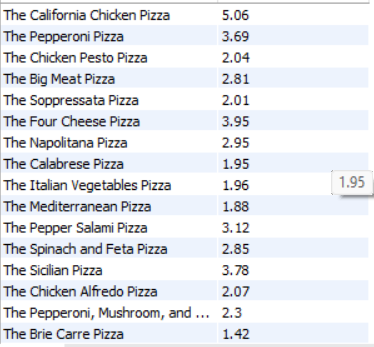 The California Chicken Pizza 5.06
The Pepperoni Pizza 3.69
The Chicken Pesto Pizza 2.04
The Big Meat Pizza 2.81
The Soppressata Pizza 2.01
The Four Cheese Pizza 3.95
The Napolitana Pizza 2.95
The Calabrese Pizza 1.95
The Italian Vegetables Pizza 1.96
1.95
The Mediterranean Pizza 1.88
The Pepper Salami Pizza 3.12
The Spinach and Feta Pizza 2.85
The Sicilian Pizza 3.78
The Chicken Alfredo Pizza 2.07
The Pepperoni, Mushroom, and ... 2.3
The Brie Carre Pizza 1.42